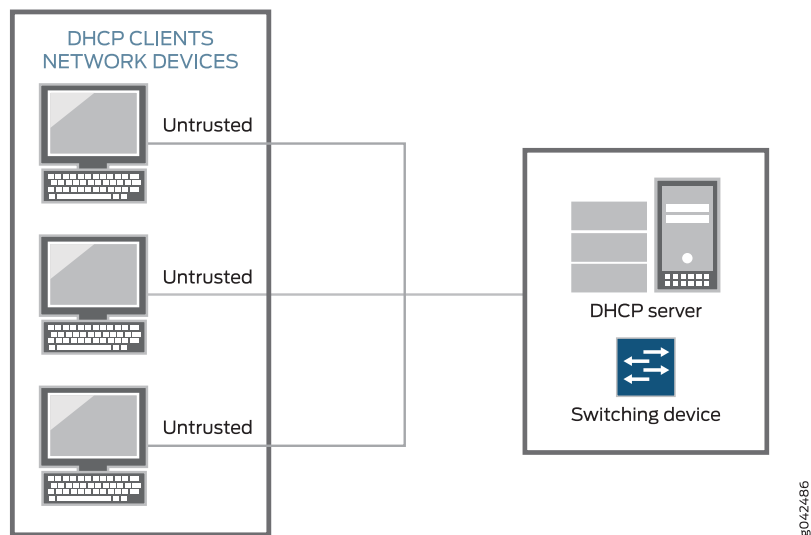 DHCP CLIENTS
NETWORK DEVICES
Untrusted
Untrusted
Untrusted
DHCP server
Switching device
g042486